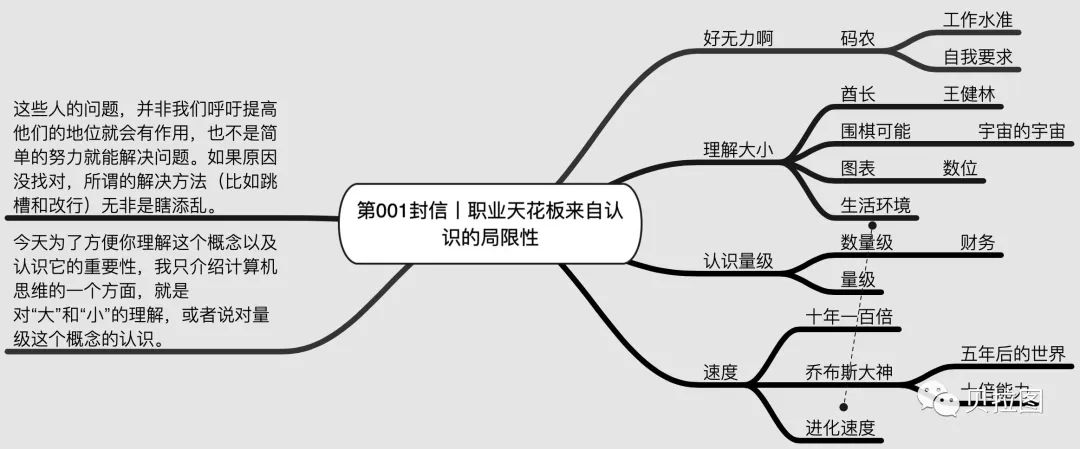 第001封信丨职业天花板来自认
识的局限性
这些人的问题，并非我们呼吁提高
他们的地位就会有作用，也不是简
单的努力就能解决问题。如果原因
没找对，所谓的解决方法（比如跳
槽和改行）无非是瞎添乱。
今天为了方便你理解这个概念以及
认识它的重要性，我只介绍计算机
思维的一个方面，就是
对“大”和“小”的理解，或者说对量
级这个概念的认识。
好无力啊
码农
工作水准
自我要求
理解大小
酋长
王健林
围棋可能
宇宙的宇宙
图表
数位
生活环境
认识量级
数量级
财务
量级
速度
十年一百倍
乔布斯大神
五年后的世界
十倍能力
进化速度
贝拉图